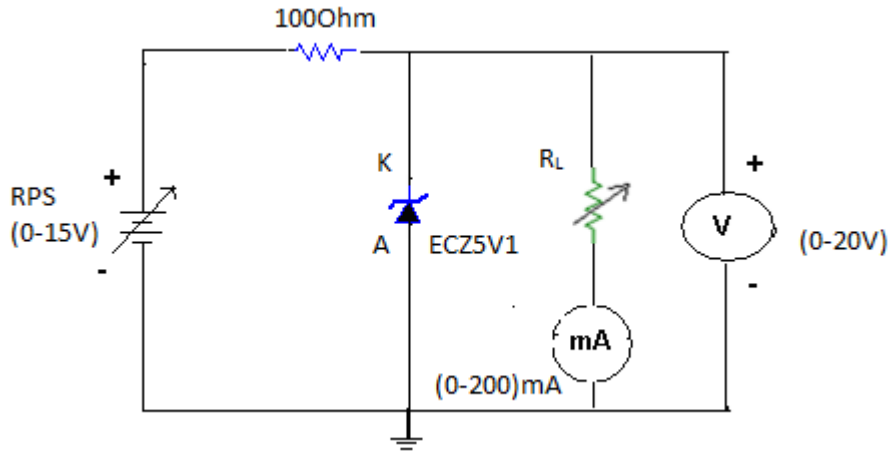 100Ohm
K
RL
+
+
RPS
(0-15V)
A
ECZ5V1
V
(0-20V)
-
-
mA
(0-200)mA